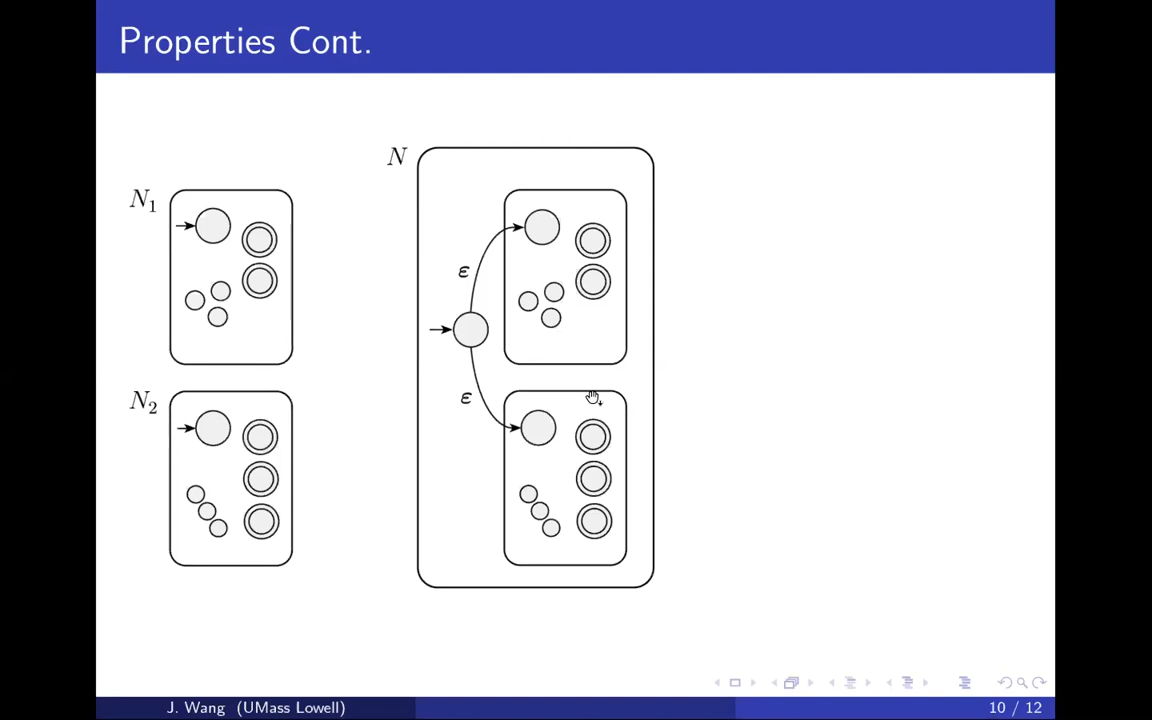 Properties Cont.
N
N1
ε
ε
N2
J. Wang (UMass Lowell)
10 / 12